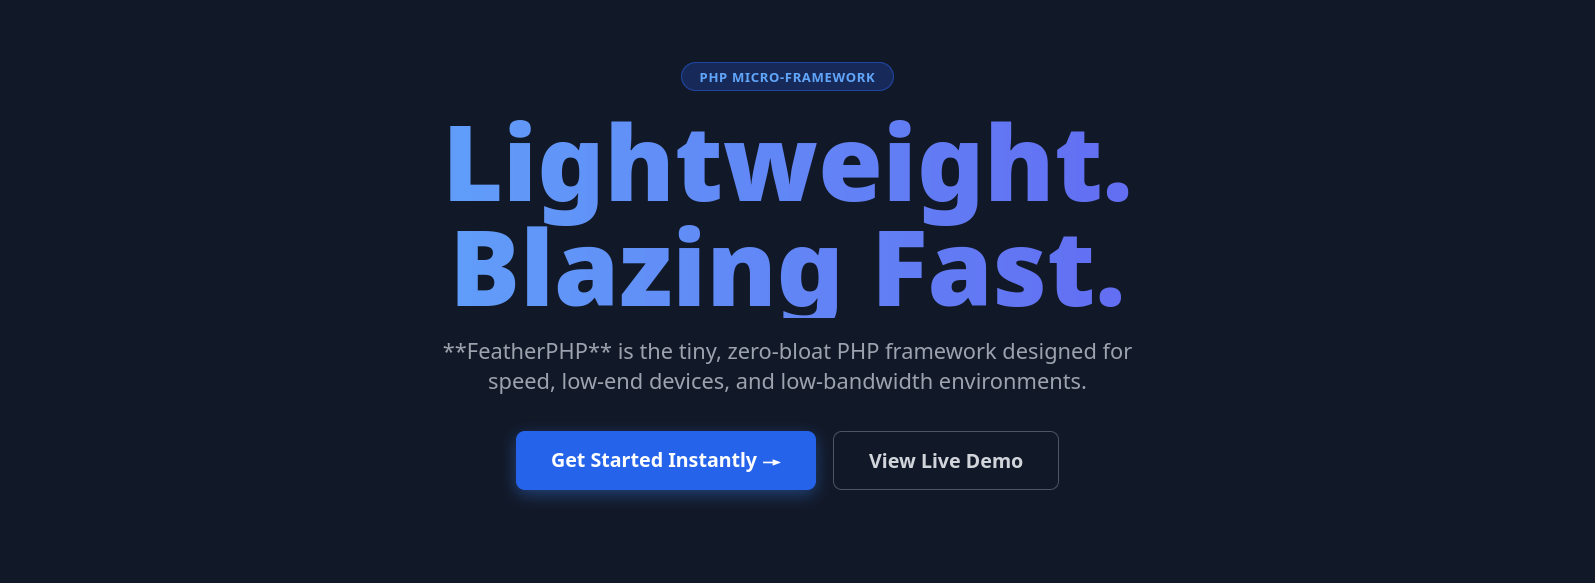 PHP MICRO-FRAMEWORK
Lightweight.
Blazing Fast.
**FeatherPHP** is the tiny, zero-bloat PHP framework designed for
speed, low-end devices, and low-bandwidth environments.
Get Started Instantly → View Live Demo